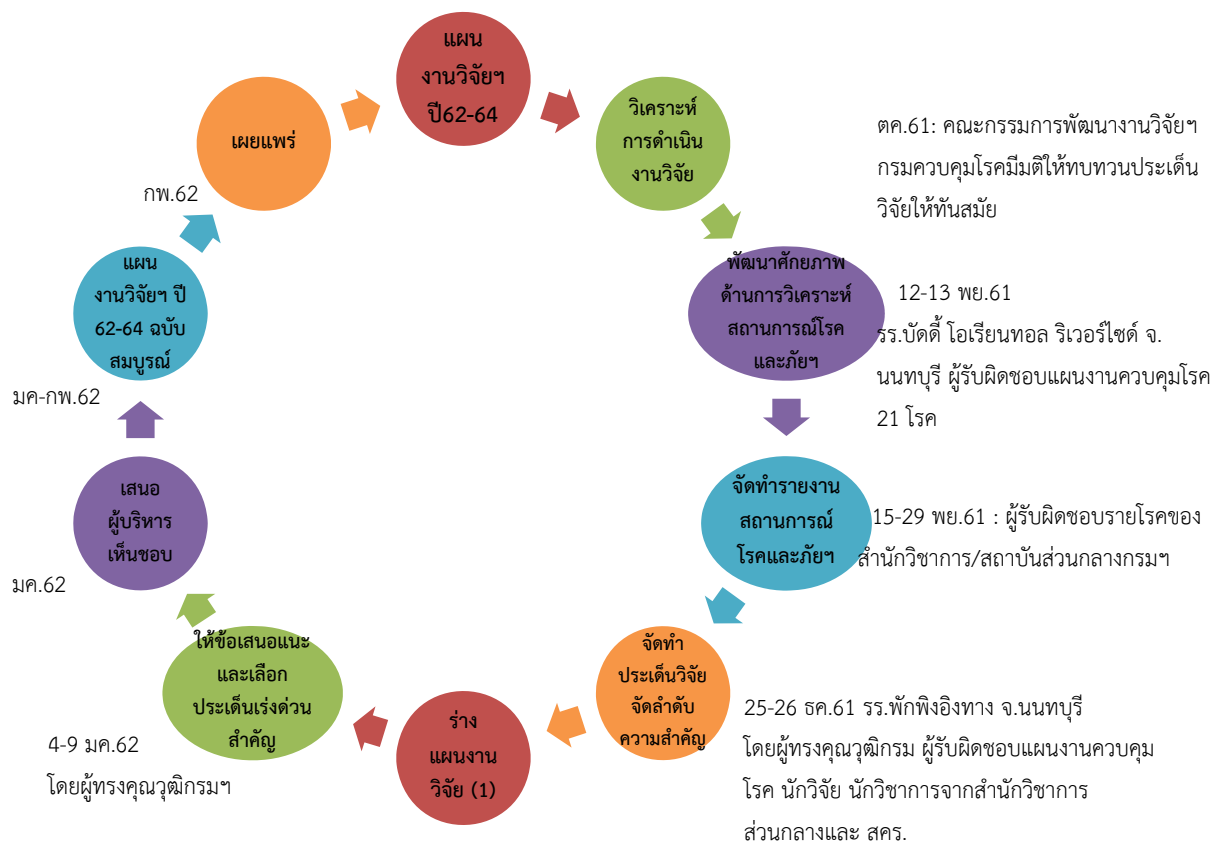 แผน
งานวิจัยฯ
ปี62-64
วิเคราะห์
การดำเนิน
งานวิจัย
ตค.61: คณะกรรมการพัฒนางานวิจัยฯ
กรมควบคุมโรคมีมติให้ทบทวนประเด็น
วิจัยให้ทันสมัย
พัฒนาศักยภาพ
ด้านการวิเคราะห์
สถานการณ์โรค
และภัยฯ
12-13 พย.61
รร.บัดดี้ โอเรียนทอล ริเวอร์ไซด์ จ.
นนทบุรี ผู้รับผิดชอบแผนงานควบคุมโรค
21 โรค
จัดทำรายงาน
สถานการณ์
โรคและภัยฯ
15-29 พย.61 : ผู้รับผิดชอบรายโรคของ
สำนักวิชาการ/สถาบันส่วนกลางกรมฯ
จัดทำ
ประเด็นวิจัย
จัดลำดับ
ความสำคัญ
25-26 ธค.61 รร.พักพิงอิงทาง จ.นนทบุรี
โดยผู้ทรงคุณวุฒิกรม ผู้รับผิดชอบแผนงานควบคุม
โรค นักวิจัย นักวิชาการจากสำนักวิชาการ
ส่วนกลางและ สคร.
ร่าง
แผนงาน
วิจัย (1)
ให้ข้อเสนอแนะ
และเลือก
ประเด็นเร่งด่วน
สำคัญ
4-9 มค.62
โดยผู้ทรงคุณวุฒิกรมฯ
เสนอ
ผู้บริหาร
เห็นชอบ
มค.62
แผน
งานวิจัยฯ ปี
62-64 ฉบับ
สมบูรณ์
มค-กพ.62
เผยแพร่
กพ.62